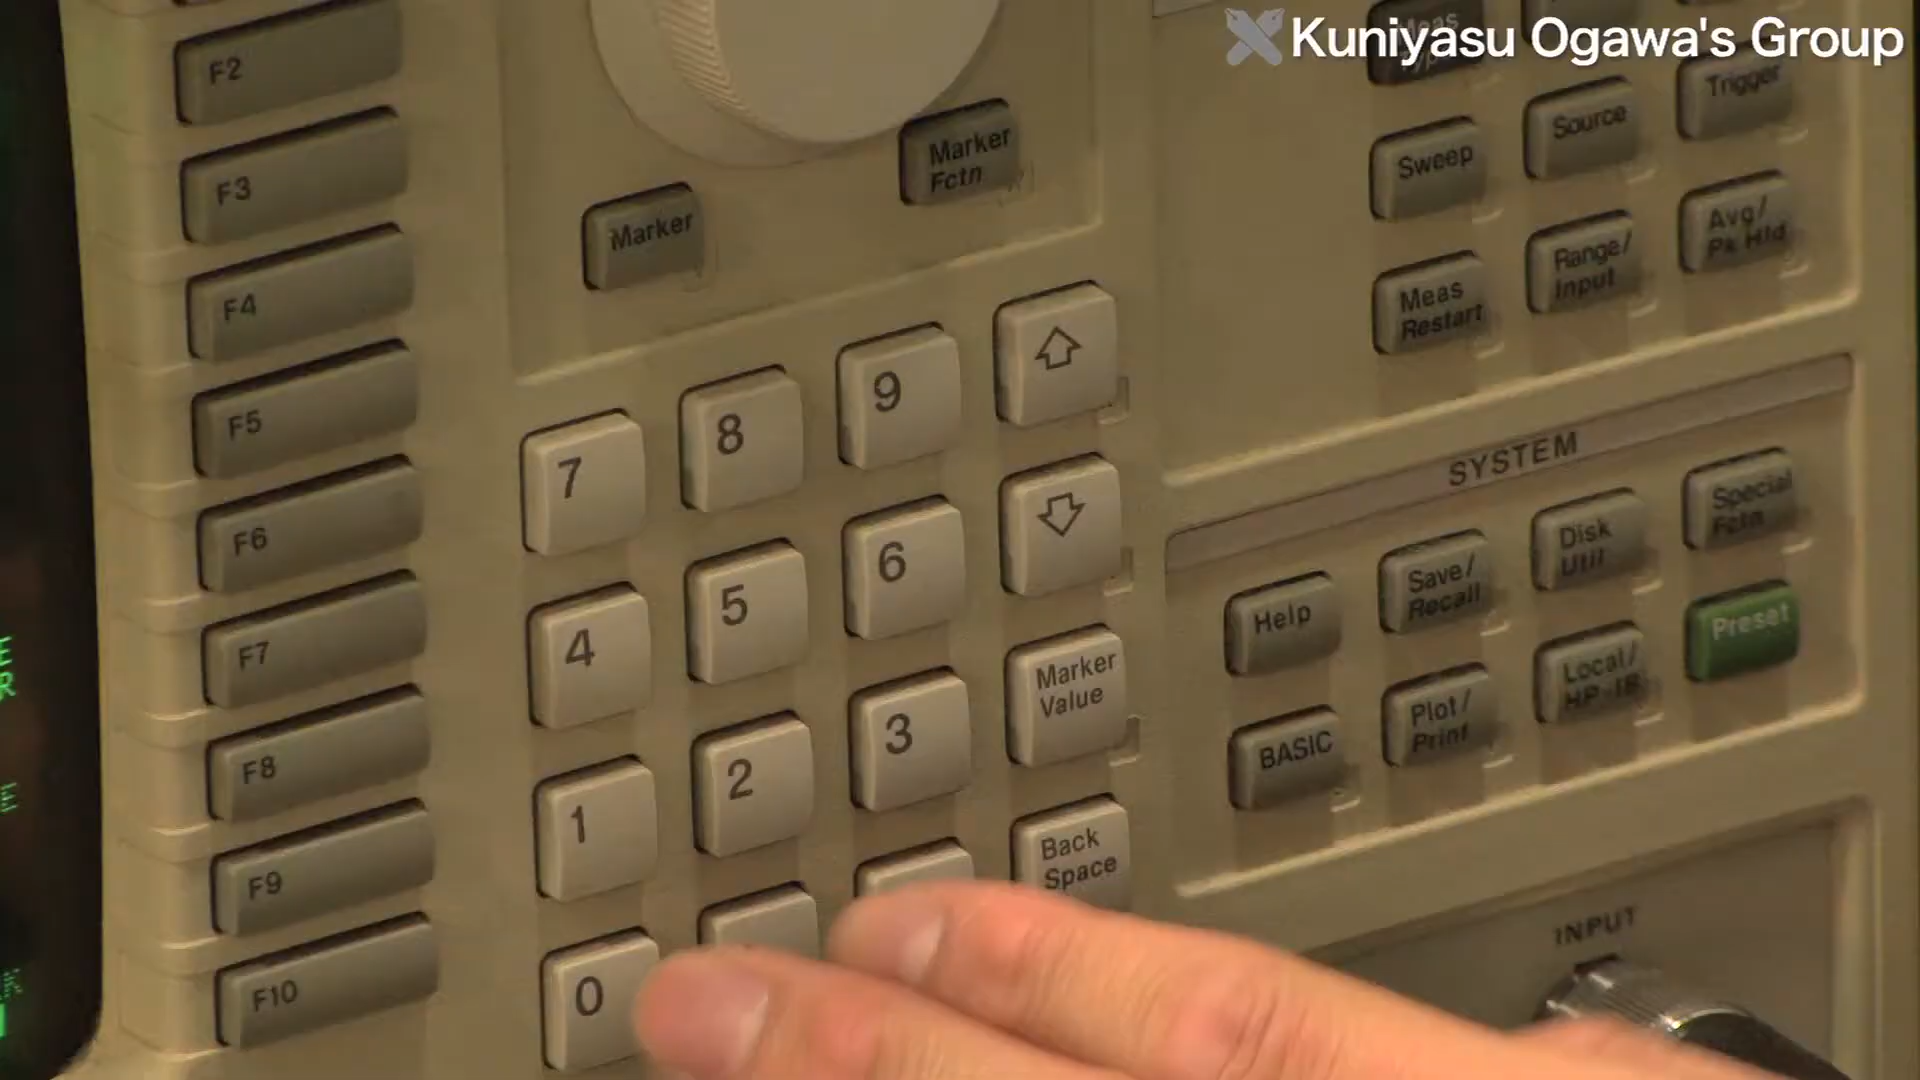 Kuniyasu Ogawa's Group
F2
F3
F4
F5
F6
F7
F8
F9
F10
Marker
Fctn
Marker
7
8
9
4
5
6
1
2
3
0
Marker
Value
Back
Space
Meas
Source
Trigger
Sweep
Meas
Restart
Range/
Input
Avg/
Pk Hld
SYSTEM
Help
Save/
Recall
Disk
Util
Special
Fctn
BASIC
Plot/
Print
Local/
HP-IB
Preset
INPUT